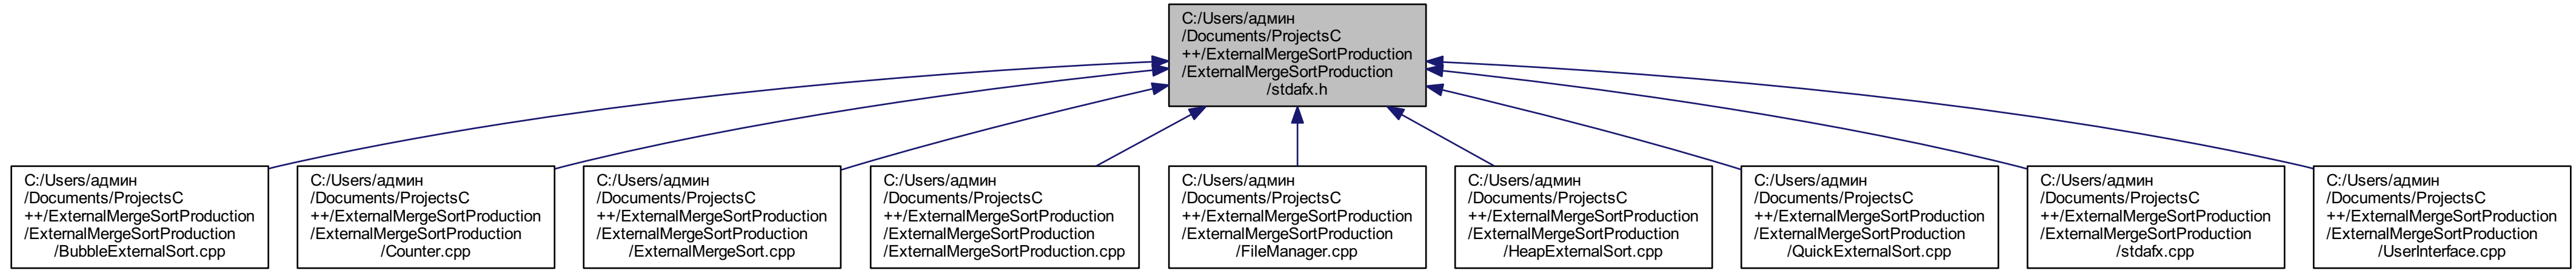 C:/Users/админ
/Documents/ProjectsC
++/ExternalMergeSortProduction
/ExternalMergeSortProduction
/stdafx.h
C:/Users/админ
/Documents/ProjectsC
++/ExternalMergeSortProduction
/ExternalMergeSortProduction
/BubbleExternalSort.cpp
C:/Users/админ
/Documents/ProjectsC
++/ExternalMergeSortProduction
/ExternalMergeSortProduction
/Counter.cpp
C:/Users/админ
/Documents/ProjectsC
++/ExternalMergeSortProduction
/ExternalMergeSortProduction
/ExternalMergeSort.cpp
C:/Users/админ
/Documents/ProjectsC
++/ExternalMergeSortProduction
/ExternalMergeSortProduction
/ExternalMergeSortProduction.cpp
C:/Users/админ
/Documents/ProjectsC
++/ExternalMergeSortProduction
/ExternalMergeSortProduction
/FileManager.cpp
C:/Users/админ
/Documents/ProjectsC
++/ExternalMergeSortProduction
/ExternalMergeSortProduction
/HeapExternalSort.cpp
C:/Users/админ
/Documents/ProjectsC
++/ExternalMergeSortProduction
/ExternalMergeSortProduction
/QuickExternalSort.cpp
C:/Users/админ
/Documents/ProjectsC
++/ExternalMergeSortProduction
/ExternalMergeSortProduction
/stdafx.cpp
C:/Users/админ
/Documents/ProjectsC
++/ExternalMergeSortProduction
/ExternalMergeSortProduction
/UserInterface.cpp